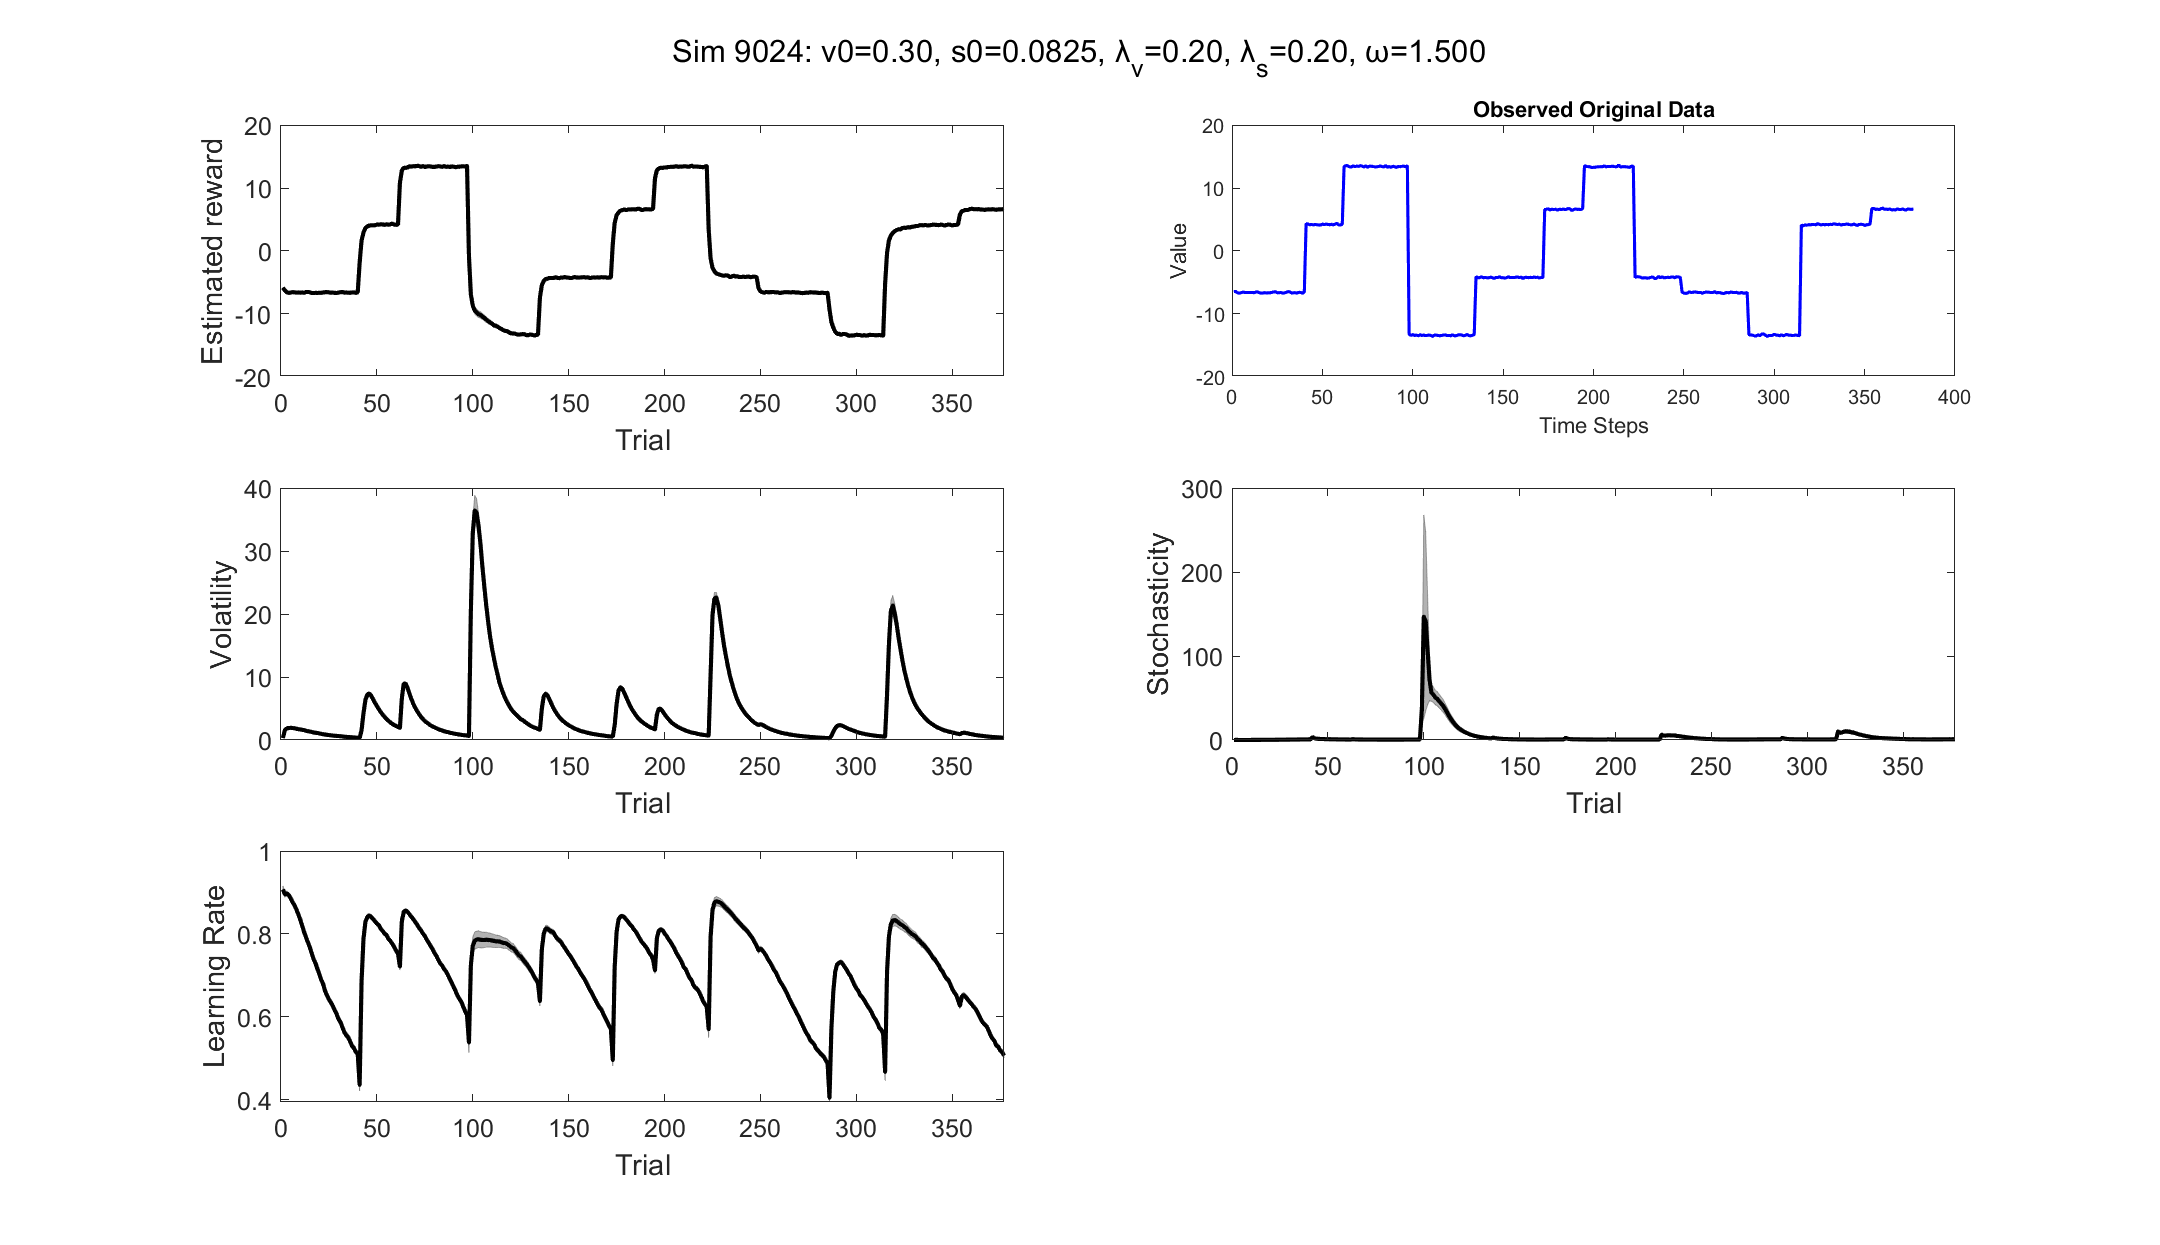 Sim 9024: v0=0.30, s0=0.0825, λ_v=0.20, λ_s=0.20, ω=1.500
20
10
0
-10
-20
Estimated reward
0 50 100 150 200 250 300 350
Trial
Observed Original Data
20
10
0
-10
-20
Value
0 50 100 150 200 250 300 350 400
Time Steps
40
30
20
10
0
Volatility
0 50 100 150 200 250 300 350
Trial
300
200
100
0
Stochasticity
0 50 100 150 200 250 300 350
Trial
1
0.8
0.6
0.4
Learning Rate
0 50 100 150 200 250 300 350
Trial